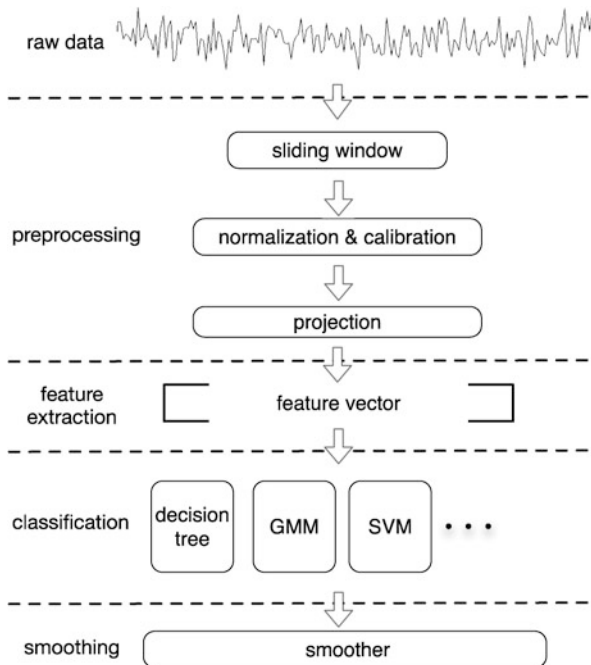 raw data
sliding window
preprocessing
normalization & calibration
projection
feature
extraction
feature vector
classification
decision
tree
GMM
SVM
• • •
smoothing
smoother